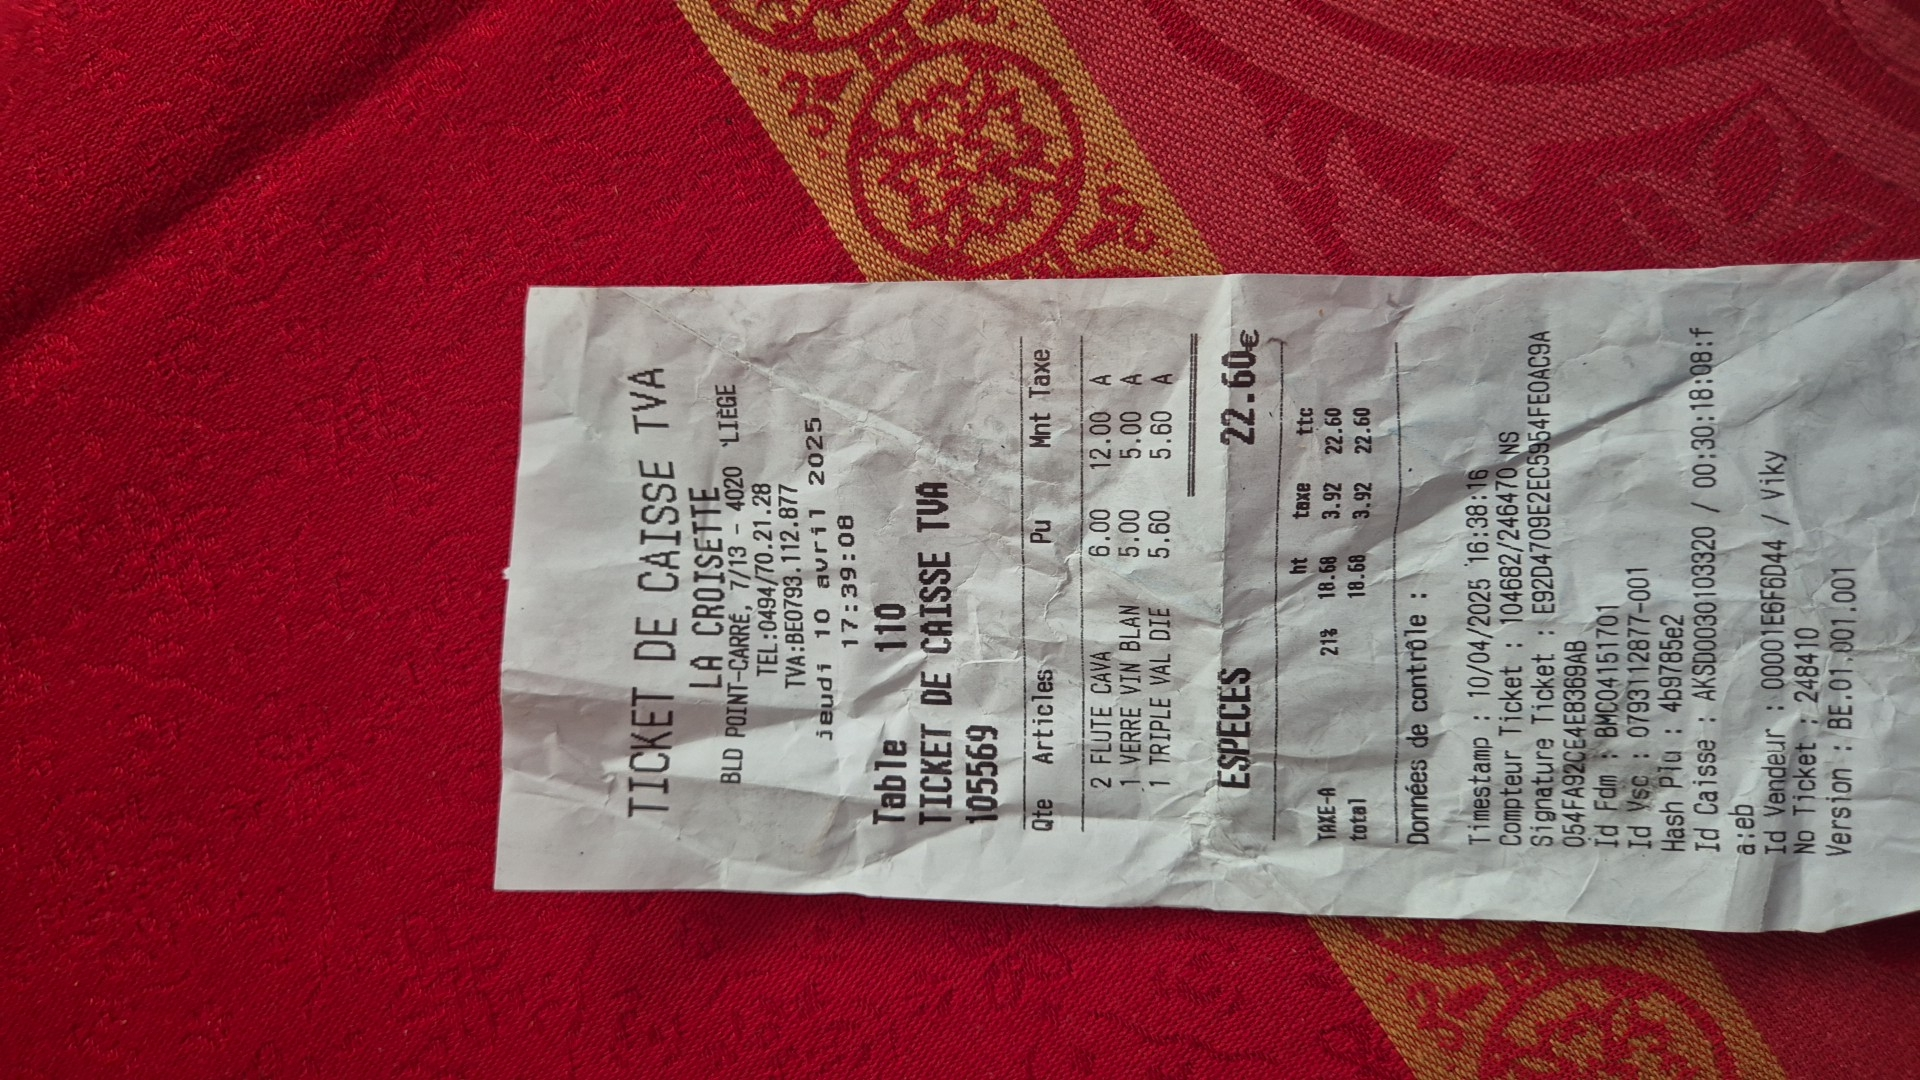 TICKET DE CAISSE TVA
LA CROISETTE
BLD POINT-CARRÉ, 7/13 - 4020 LIÈGE
TEL:0494/70.21.28
TVA:BE0793.112.877
jeudi 10 avril 2025
17:39:08
Table 110
TICKET DE CAISSE TVA
105569
Qte Articles Pu Mnt Taxe
2 FLUTE CAVA 6.00 12.00 A
1 VERRE VIN BLAN 5.00 5.00 A
1 TRIPLE VAL DIE 5.60 5.60 A
ESPECES 22.60€
ht taxe ttc
TAXE-A 21% 18.68 3.92 22.60
total 18.68 3.92 22.60
Données de contrôle :
Timestamp : 10/04/2025 16:38:16
Compteur Ticket : 104682/246470 NS
Signature Ticket : E92D4709E2EC5954FE0AC9A
054FA92CE4E8369AB
Id Fdm : BMC04151701
Id Vsc : 0793112877-001
Hash Plu : 4b9785e2
Id Caisse : AKSD00030103320 / 00:30:18:08:f
a:eb
Id Vendeur : 00001E6F6D44 / Viky
No Ticket : 248410
Version : BE.01.001.001